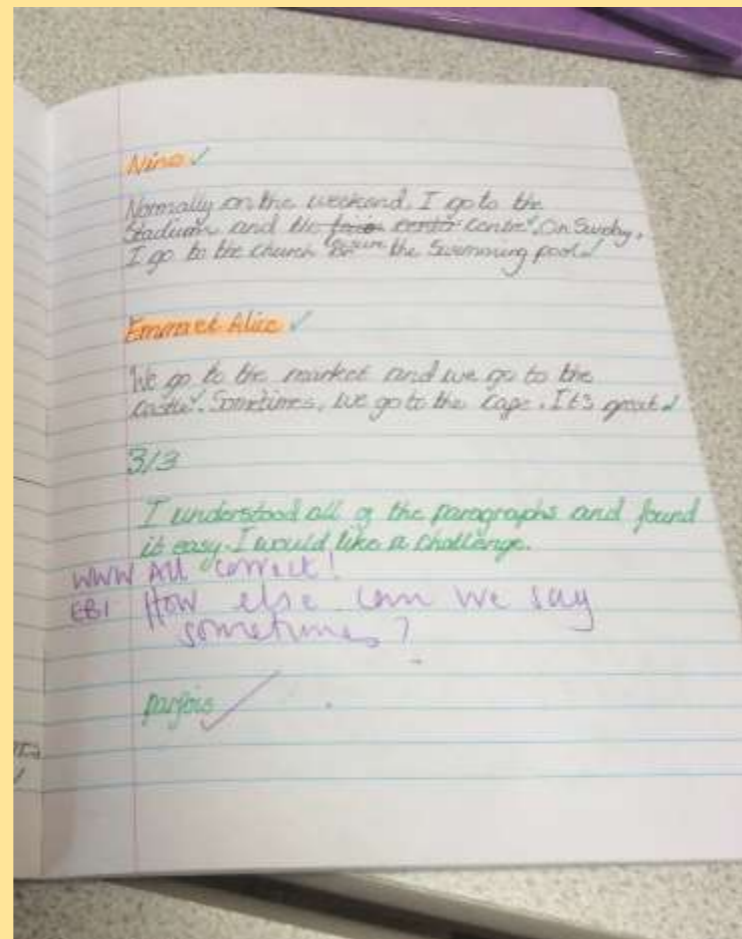 Nina
Normally on the weekend, I go to the
Stadium and the centre. On Sunday,
I go to the church the Swimming pool.
Emma et Alice
We go to the market and we go to the
castle. Sometimes, we go to the cafe. It's great.
3/3
I understood all of the paragraphs and found
it easy. I would like a challenge.
WWW All correct!
EBI How else can we say
sometimes?
parfois